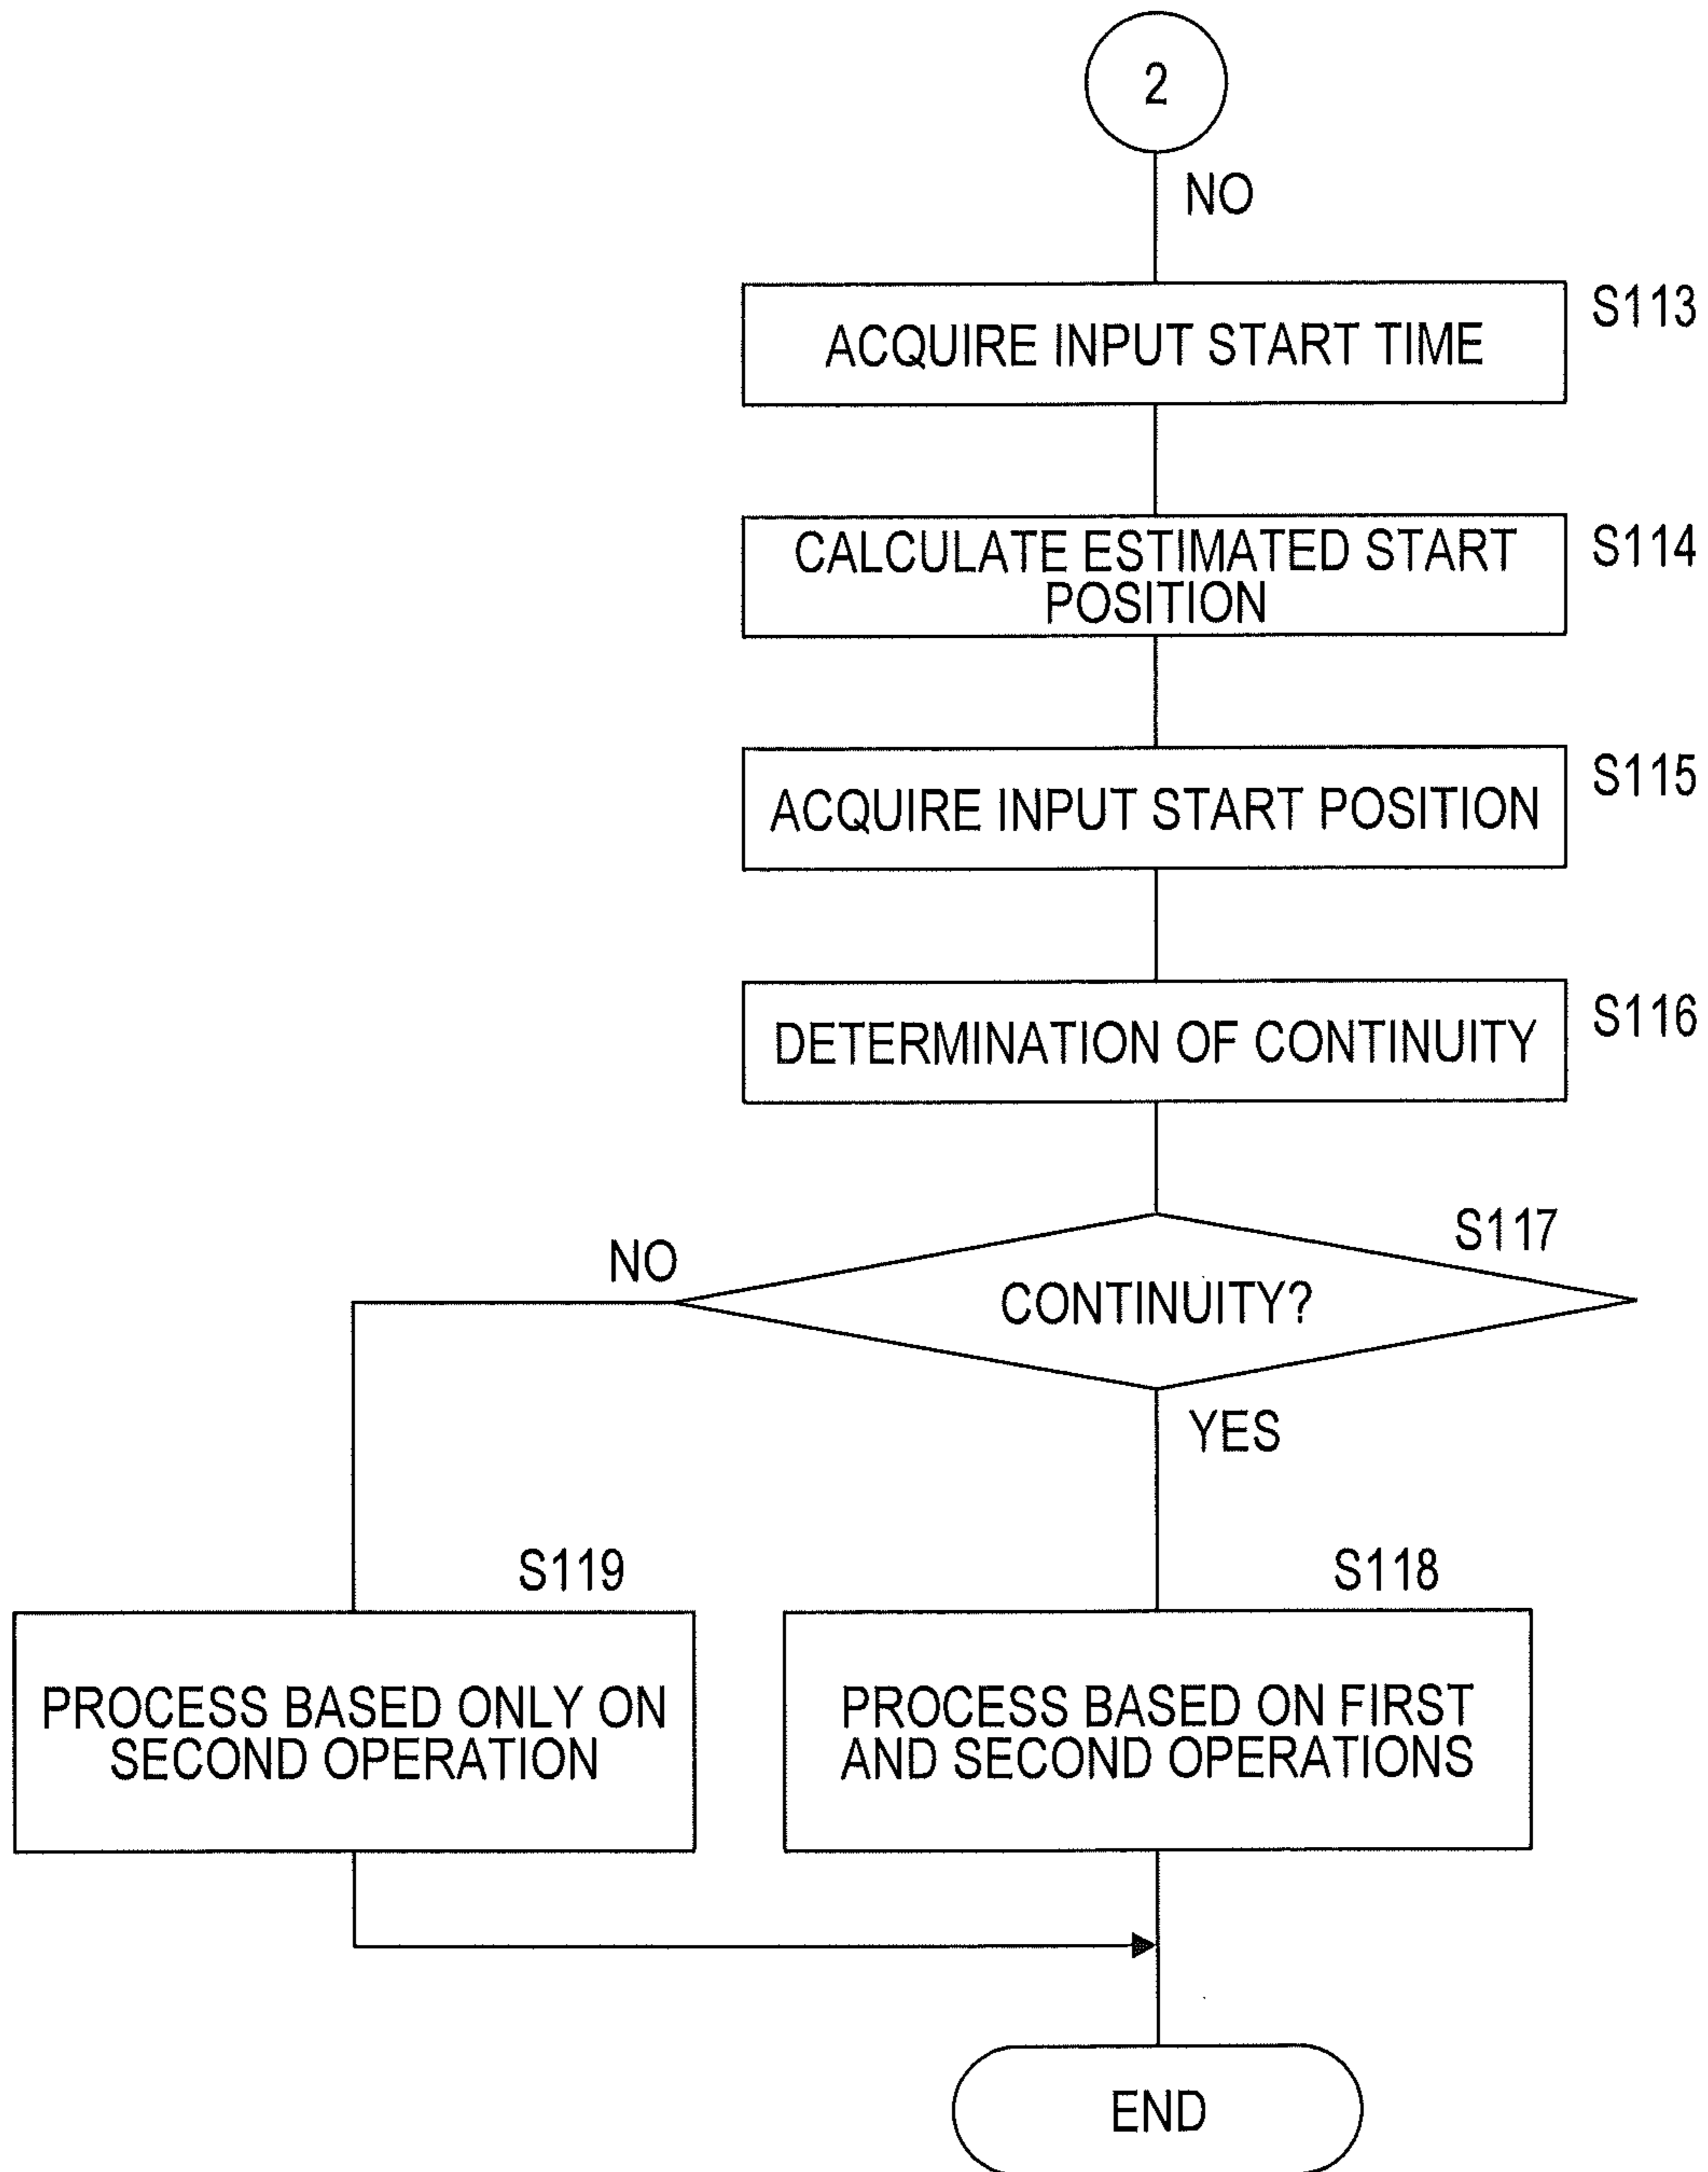 2
NO
S113
ACQUIRE INPUT START TIME
S114
CALCULATE ESTIMATED START
POSITION
S115
ACQUIRE INPUT START POSITION
S116
DETERMINATION OF CONTINUITY
S117
NO
CONTINUITY?
YES
S119
S118
PROCESS BASED ONLY ON
SECOND OPERATION
PROCESS BASED ON FIRST
AND SECOND OPERATIONS
END